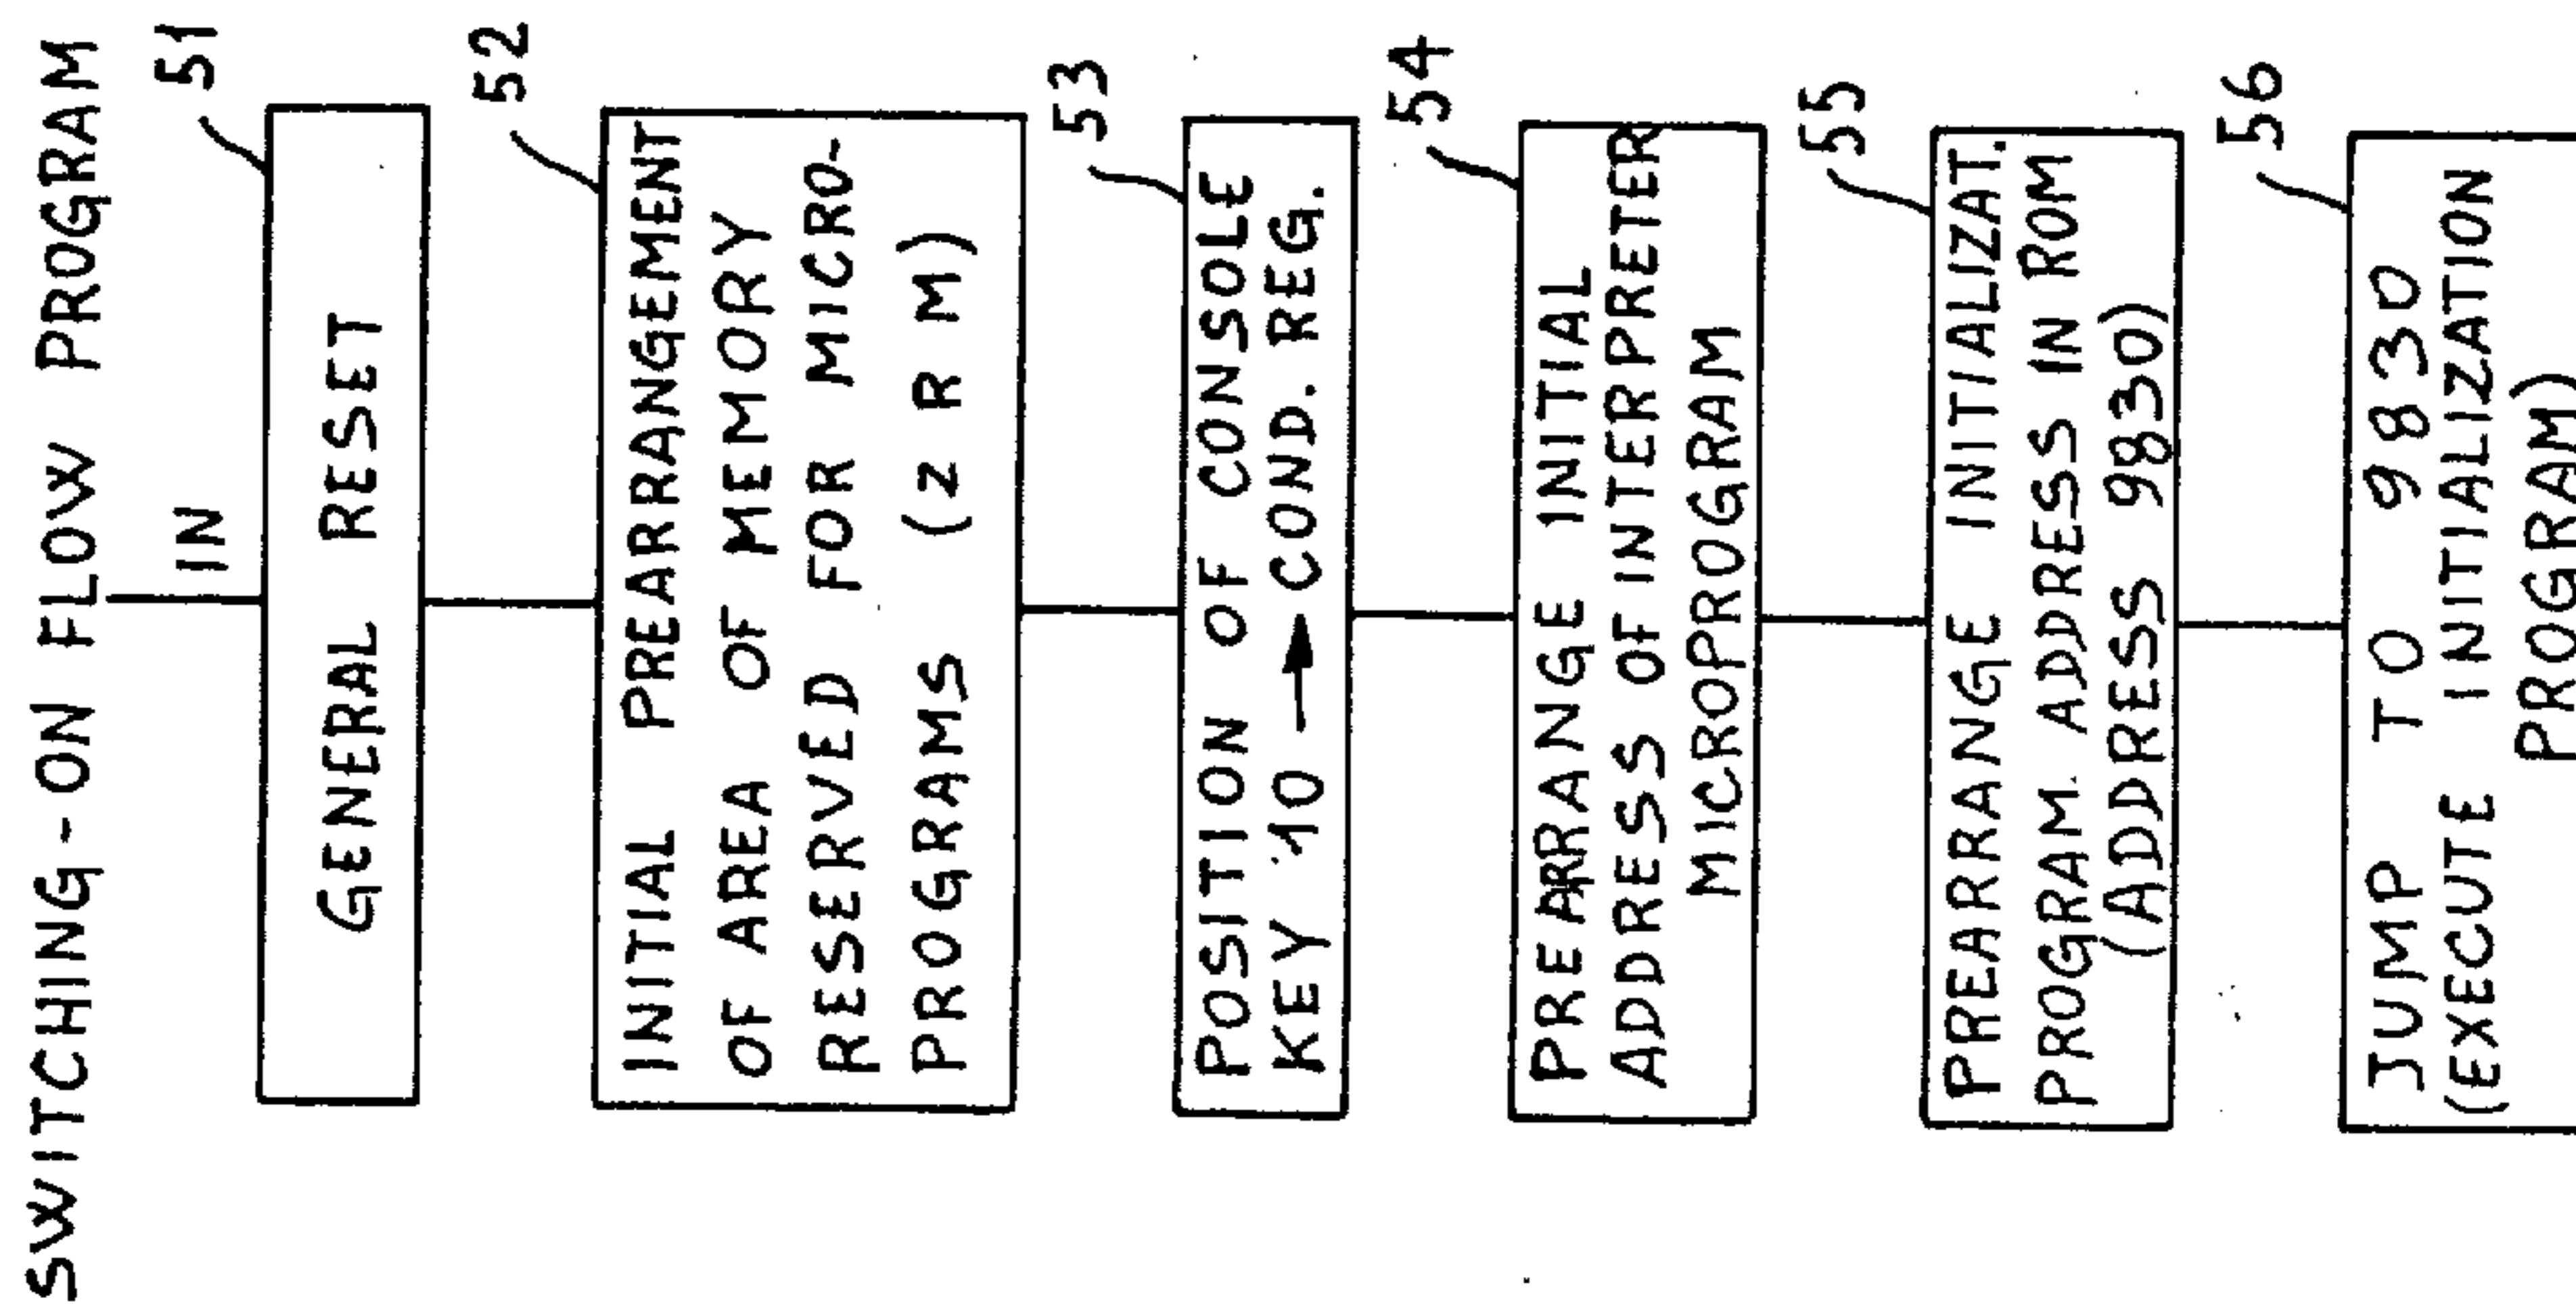 SWITCHING-ON FLOW PROGRAM
IN
51
GENERAL RESET
52
INITIAL PREARRANGEMENT
OF AREA OF MEMORY
RESERVED FOR MICRO-
PROGRAMS (Z R M)
53
POSITION OF CONSOLE
KEY 10 → COND. REG.
54
PREARRANGE INITIAL
ADDRESS OF INTERPRETER
MICROPROGRAM
55
PREARRANGE INITIALIZAT.
PROGRAM ADDRESS IN ROM
(ADDRESS 9830)
56
JUMP TO 9830
(EXECUTE INITIALIZATION
PROGRAM)